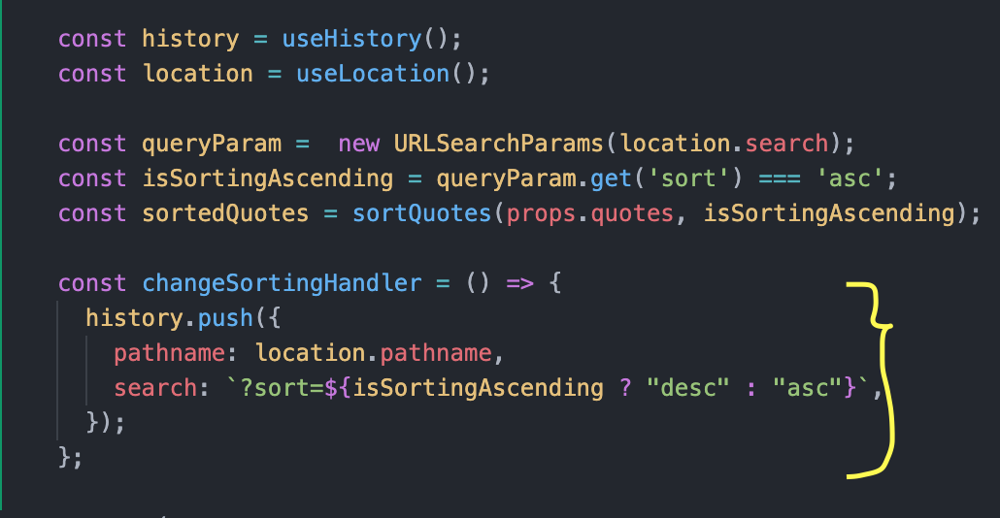 const history = useHistory();
const location = useLocation();
const queryParam =  new URLSearchParams(location.search);
const isSortingAscending = queryParam.get('sort') === 'asc';
const sortedQuotes = sortQuotes(props.quotes, isSortingAscending);
const changeSortingHandler = () => {
history.push({
pathname: location.pathname,
search: `?sort=${isSortingAscending ? "desc" : "asc"}`,
});
};